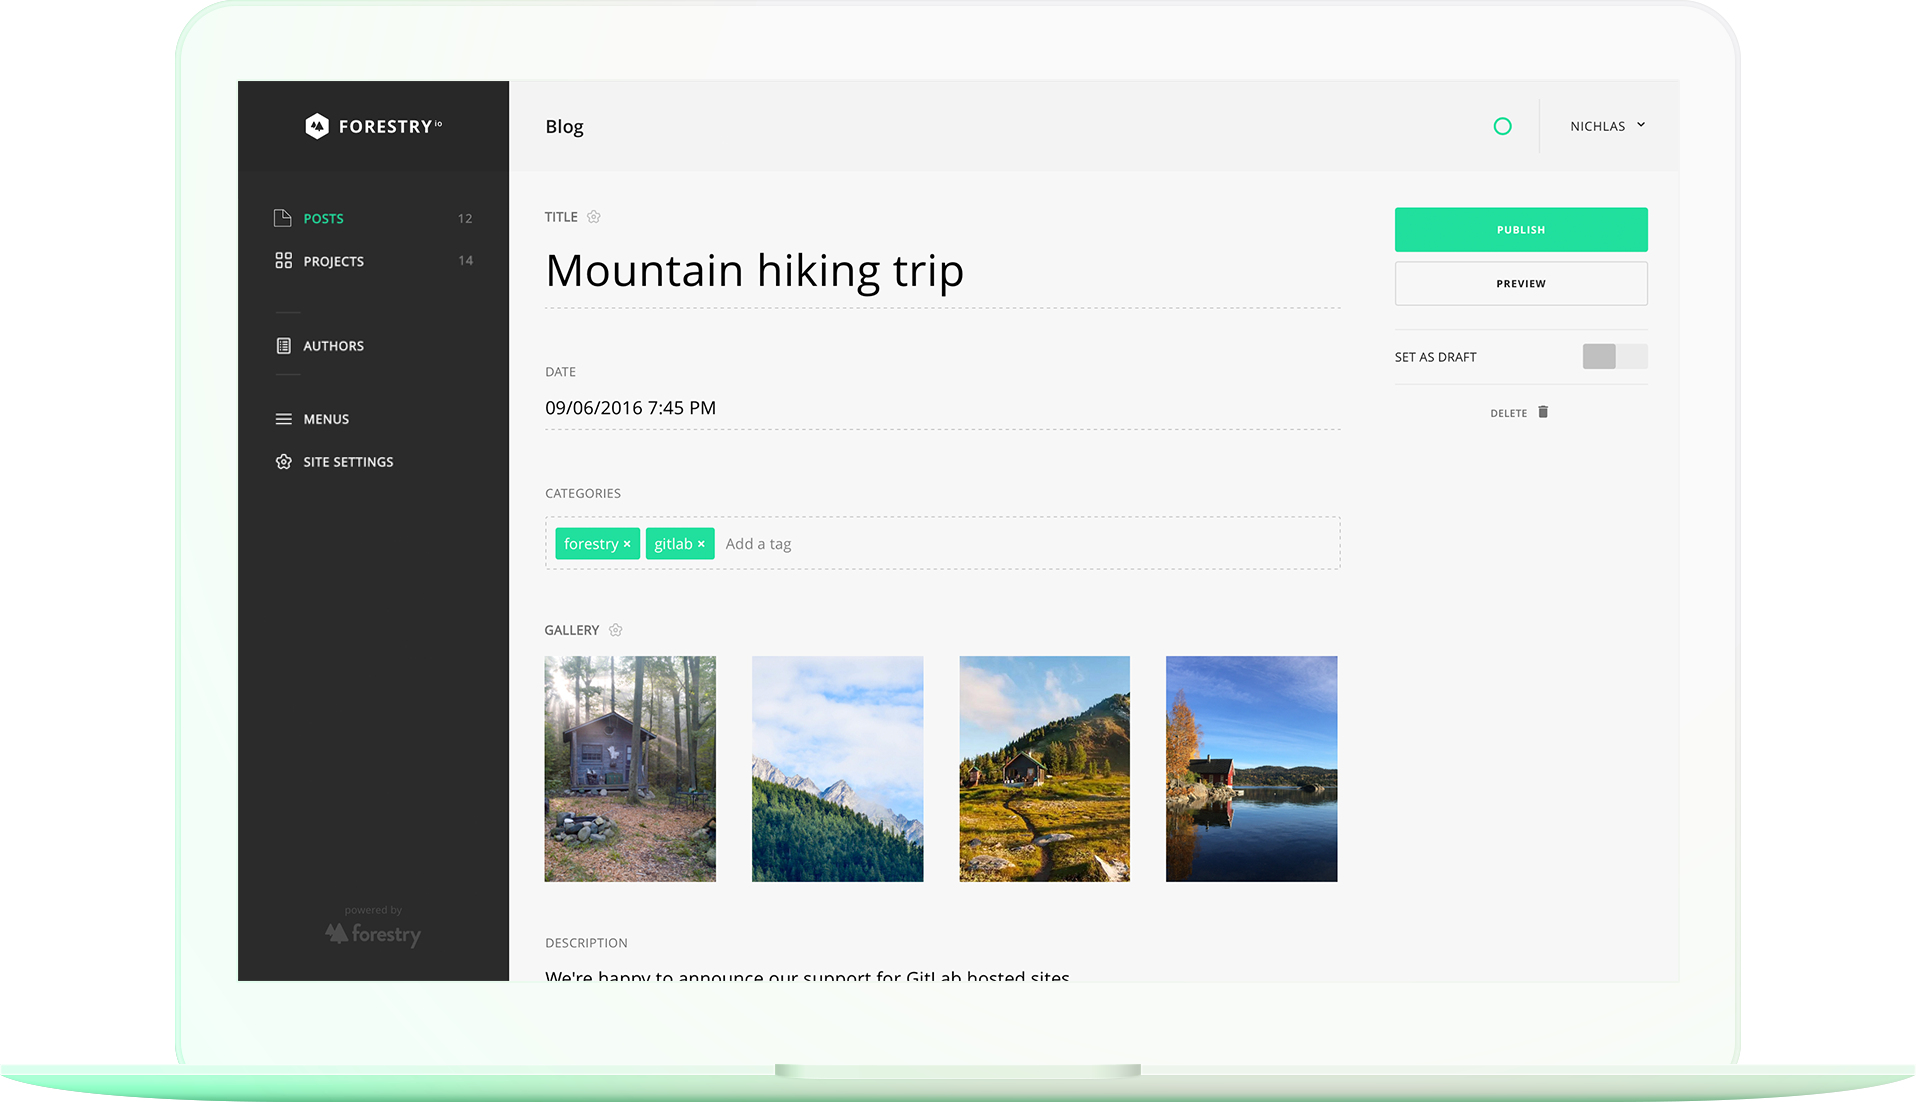 FORESTRY io
Blog
NICHLAS
POSTS 12
PROJECTS 14
AUTHORS
MENUS
SITE SETTINGS
powered by
forestry
TITLE
Mountain hiking trip
DATE
09/06/2016 7:45 PM
CATEGORIES
forestry × gitlab × Add a tag
GALLERY
DESCRIPTION
We're happy to announce our support for GitLab hosted sites
PUBLISH
PREVIEW
SET AS DRAFT
DELETE